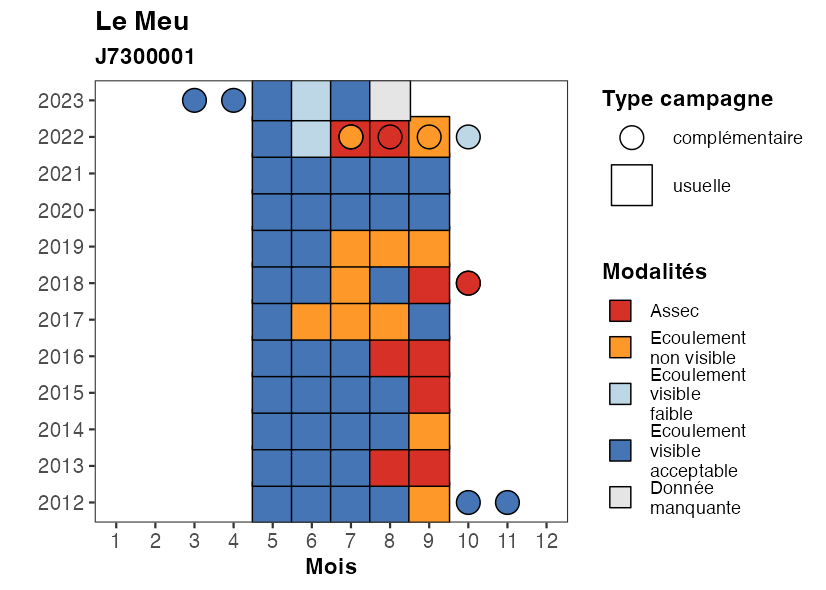 Le Meu
J7300001
2023
2022
2021
2020
2019
2018
2017
2016
2015
2014
2013
2012
1 2 3 4 5 6 7 8 9 10 11 12
Mois
Type campagne
complémentaire
usuelle
Modalités
Assec
Ecoulement
non visible
Ecoulement
visible
faible
Ecoulement
visible
acceptable
Donnée
manquante